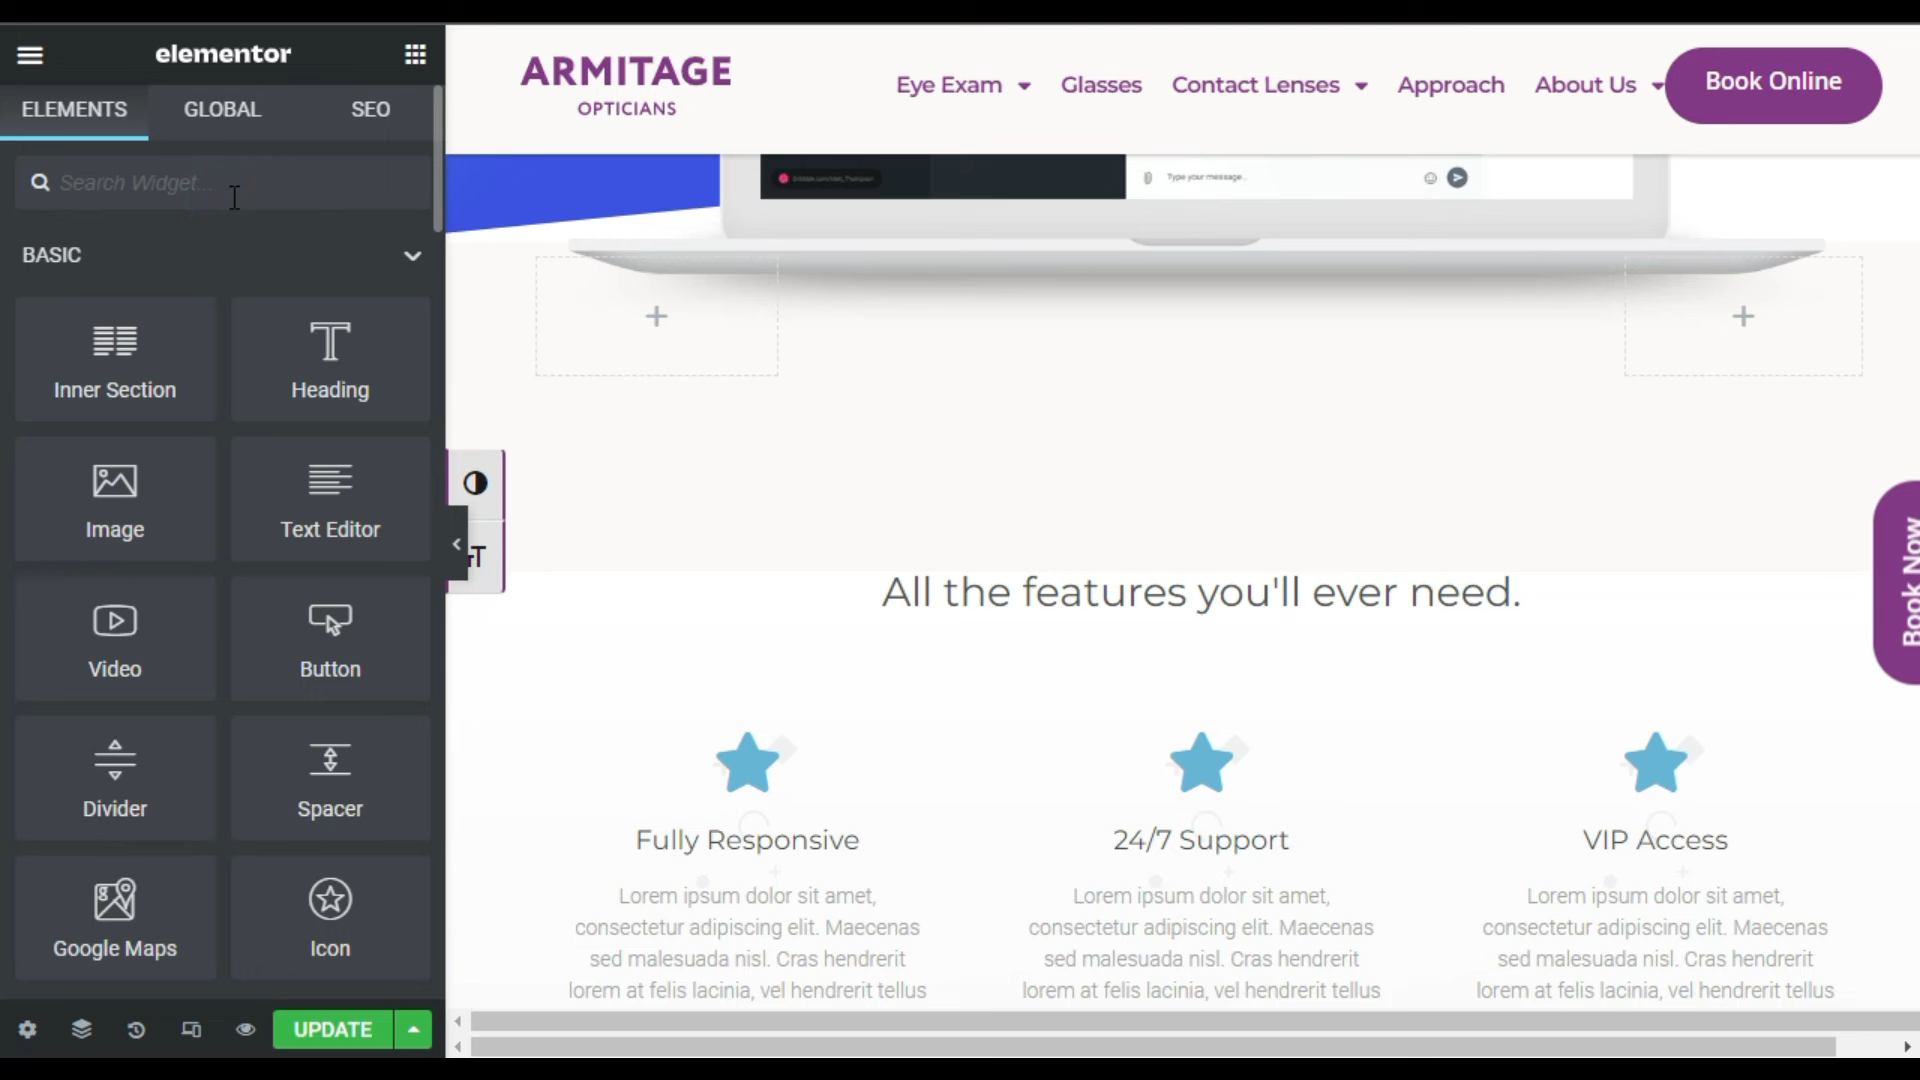 elementor
ELEMENTS GLOBAL SEO
Search Widget...
BASIC
Inner Section Heading
Image Text Editor
Video Button
Divider Spacer
Google Maps Icon
UPDATE
ARMITAGE
OPTICIANS
Eye Exam Glasses Contact Lenses Approach About Us Book Online
Type your message...
Book Now
All the features you'll ever need.
Fully Responsive
Lorem ipsum dolor sit amet,
consectetur adipiscing elit. Maecenas
sed malesuada nisl. Cras hendrerit
lorem at felis lacinia, vel hendrerit tellus
24/7 Support
Lorem ipsum dolor sit amet,
consectetur adipiscing elit. Maecenas
sed malesuada nisl. Cras hendrerit
lorem at felis lacinia, vel hendrerit tellus
VIP Access
Lorem ipsum dolor sit amet,
consectetur adipiscing elit. Maecenas
sed malesuada nisl. Cras hendrerit
lorem at felis lacinia, vel hendrerit tellus